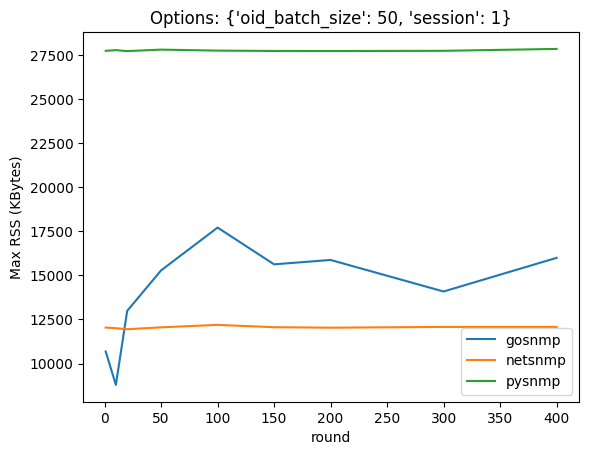 Options: {'oid_batch_size': 50, 'session': 1}
Max RSS (KBytes)
27500
25000
22500
20000
17500
15000
12500
10000
0 50 100 150 200 250 300 350 400
round
gosnmp
netsnmp
pysnmp